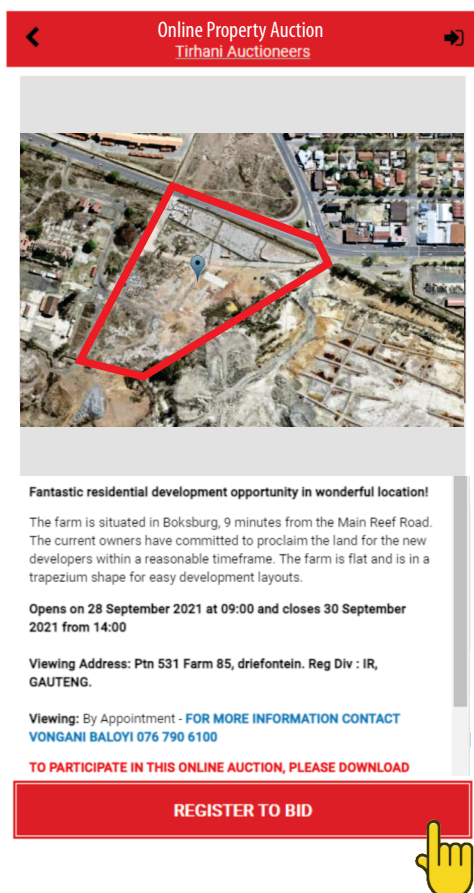 Online Property Auction
Tirhani Auctioneers
Fantastic residential development opportunity in wonderful location!
The farm is situated in Boksburg, 9 minutes from the Main Reef Road.
The current owners have committed to proclaim the land for the new
developers within a reasonable timeframe. The farm is flat and is in a
trapezium shape for easy development layouts.
Opens on 28 September 2021 at 09:00 and closes 30 September
2021 from 14:00
Viewing Address: Ptn 531 Farm 85, driefontein. Reg Div : IR,
GAUTENG.
Viewing: By Appointment - FOR MORE INFORMATION CONTACT
VONGANI BALOYI 076 790 6100
TO PARTICIPATE IN THIS ONLINE AUCTION, PLEASE DOWNLOAD
REGISTER TO BID